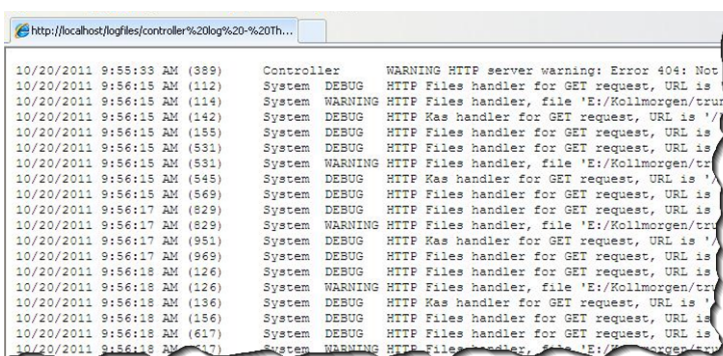 http://localhost/logfiles/controller%20log%20-%20Th...
10/20/2011 9:55:33 AM (389) Controller WARNING HTTP server warning: Error 404: Not
10/20/2011 9:56:15 AM (112) System DEBUG HTTP Files handler for GET request, URL is '
10/20/2011 9:56:15 AM (114) System WARNING HTTP Files handler, file 'E:/Kollmorgen/tru
10/20/2011 9:56:15 AM (142) System DEBUG HTTP Kas handler for GET request, URL is '/
10/20/2011 9:56:15 AM (155) System DEBUG HTTP Files handler for GET request, URL is
10/20/2011 9:56:15 AM (531) System DEBUG HTTP Files handler for GET request, URL is
10/20/2011 9:56:15 AM (531) System WARNING HTTP Files handler, file 'E:/Kollmorgen/tr
10/20/2011 9:56:15 AM (545) System DEBUG HTTP Kas handler for GET request, URL is '/
10/20/2011 9:56:15 AM (569) System DEBUG HTTP Files handler for GET request, URL is
10/20/2011 9:56:17 AM (829) System DEBUG HTTP Files handler for GET request, URL is
10/20/2011 9:56:17 AM (829) System WARNING HTTP Files handler, file 'E:/Kollmorgen/tru
10/20/2011 9:56:17 AM (951) System DEBUG HTTP Kas handler for GET request, URL is '/
10/20/2011 9:56:17 AM (969) System DEBUG HTTP Files handler for GET request, URL is
10/20/2011 9:56:18 AM (126) System DEBUG HTTP Files handler for GET request, URL is
10/20/2011 9:56:18 AM (126) System WARNING HTTP Files handler, file 'E:/Kollmorgen/tru
10/20/2011 9:56:18 AM (136) System DEBUG HTTP Kas handler for GET request, URL is '
10/20/2011 9:56:18 AM (156) System DEBUG HTTP Files handler for GET request, URL is
10/20/2011 9:56:18 AM (617) System DEBUG HTTP Files handler for GET request, URL is
10/20/2011 9:56:18 AM System WARNING HTTP Files handler, file